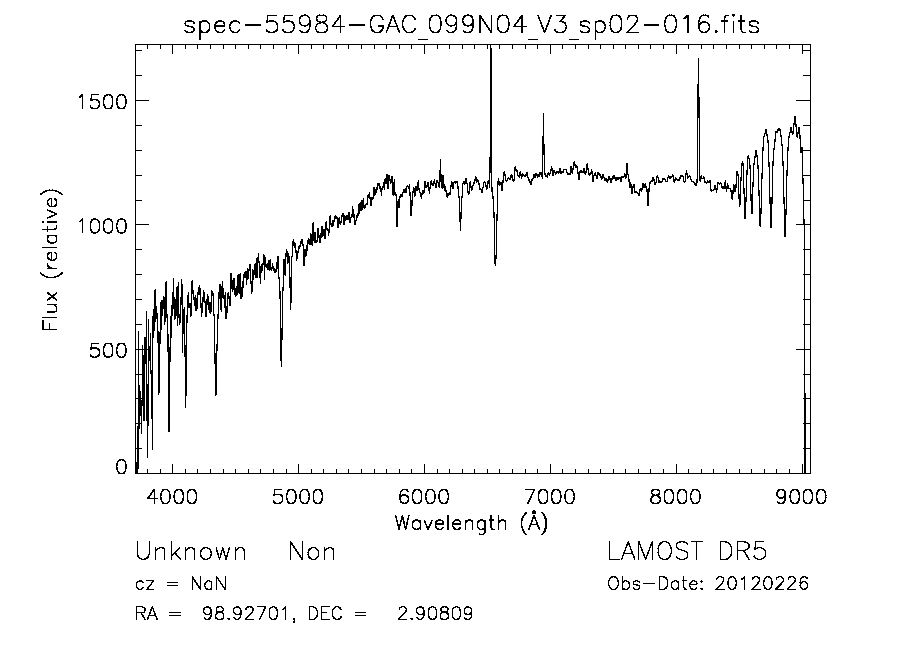 spec-55984-GAC_099N04_V3_sp02-016.fits
1500
1000
500
0
Flux (relative)
4000 5000 6000 7000 8000 9000
Wavelength (Å)
Unknown Non LAMOST DR5
cz = NaN Obs-Date: 20120226
RA = 98.92701, DEC = 2.90809